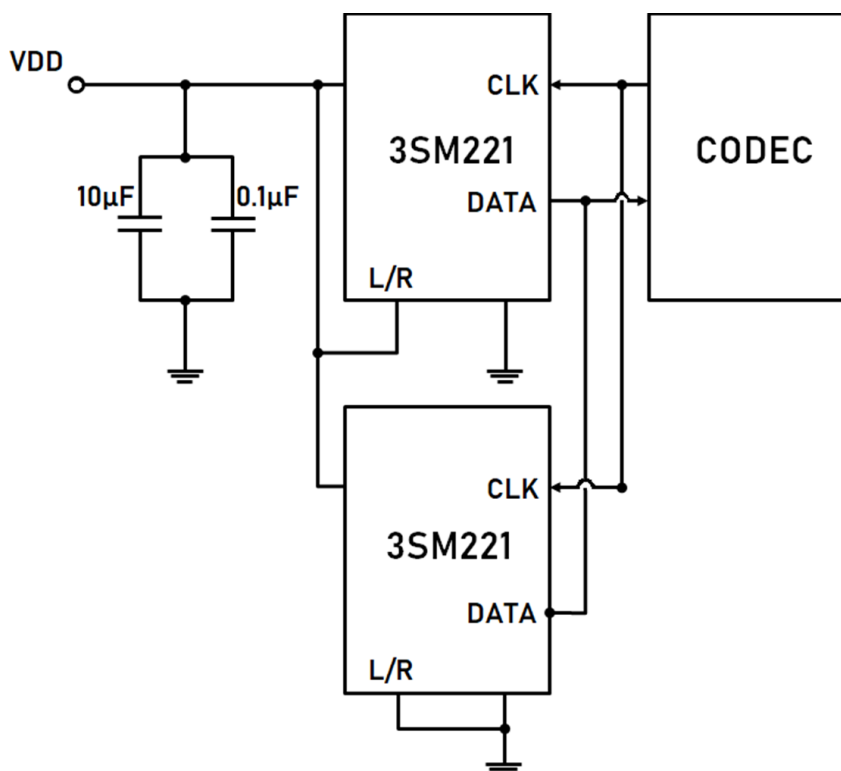 VDD
10µF
0.1µF
CLK
3SM221
DATA
L/R
CODEC
CLK
3SM221
DATA
L/R